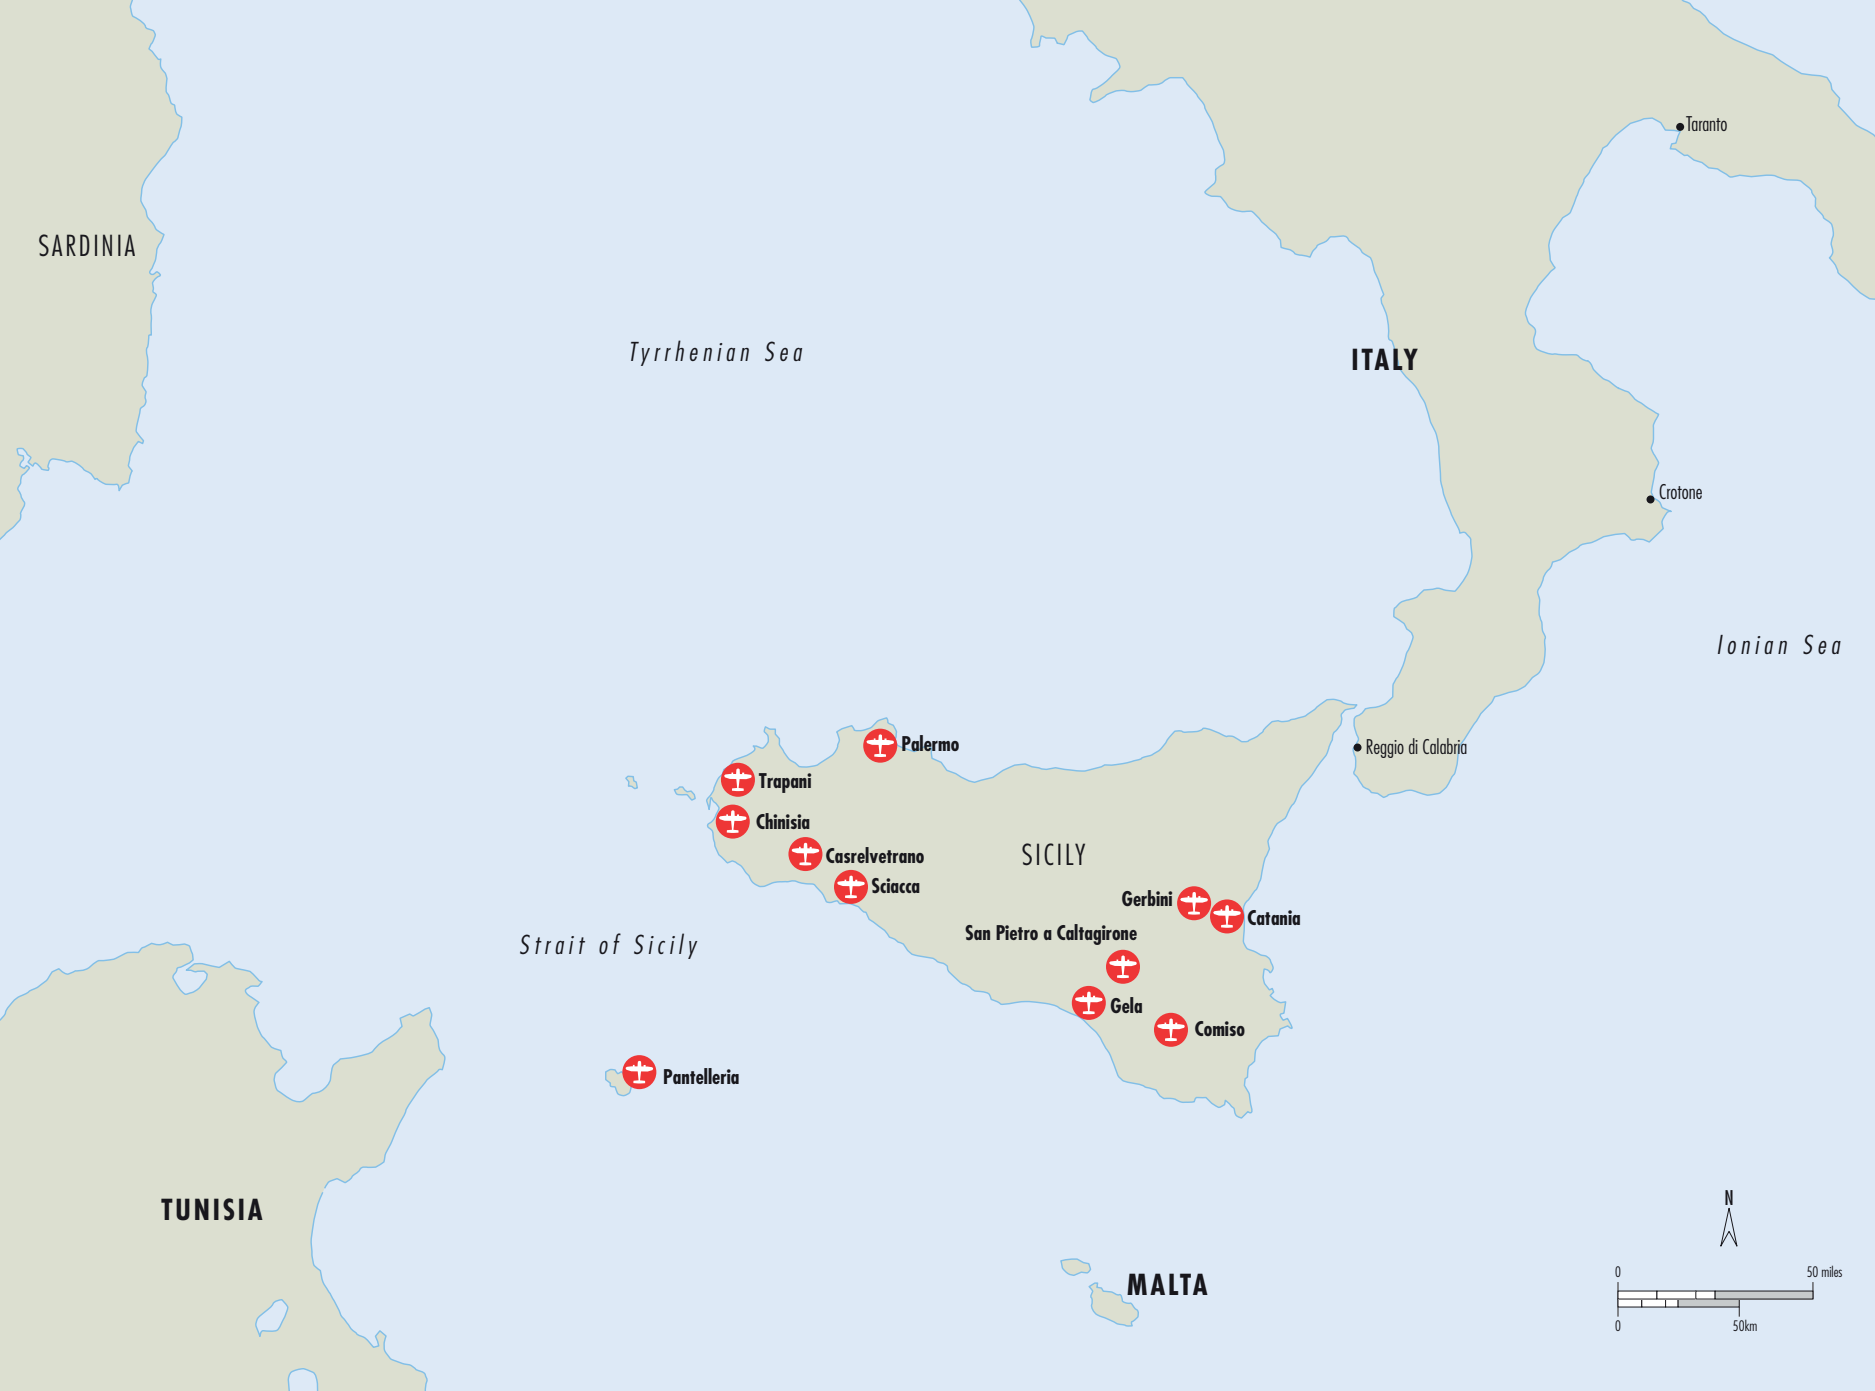 Taranto
SARDINIA
Tyrrhenian Sea
ITALY
Crotone
Ionian Sea
Palermo
Reggio di Calabria
Trapani
Chinisia
Casrelvetrano
SICILY
Sciacca
Gerbini
Catania
San Pietro a Caltagirone
Strait of Sicily
Gela
Comiso
Pantelleria
TUNISIA
N
MALTA
0 50 miles
0 50km